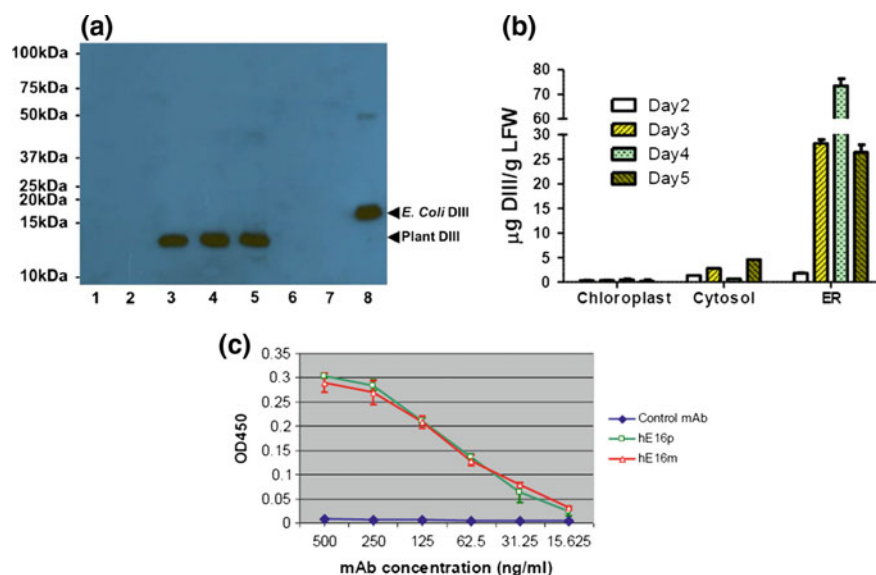 (a)
100kDa
75kDa
50kDa
37kDa
25kDa
20kDa
15kDa
10kDa
E. Coli DIII
Plant DIII
1 2 3 4 5 6 7 8
(b)
µg DIII/g LFW
80
70
60
30
25
20
15
10
5
0
Day2
Day3
Day4
Day5
Chloroplast Cytosol ER
(c)
OD450
0.35
0.3
0.25
0.2
0.15
0.1
0.05
0
500 250 125 62.5 31.25 15.625
mAb concentration (ng/ml)
Control mAb
hE16p
hE16m